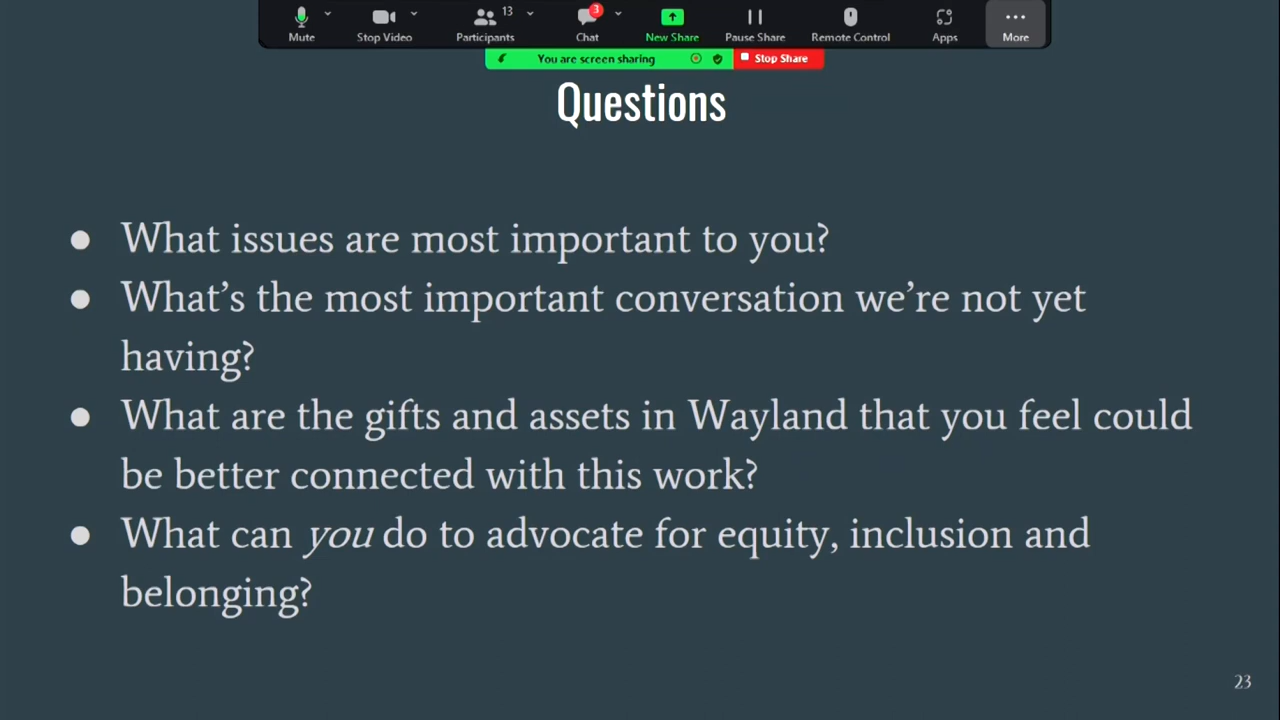 13
3
Mute
Stop Video
Participants
Chat
New Share
Pause Share
Remote Control
Apps
More
You are screen sharing
Stop Share
Questions
• What issues are most important to you?
• What’s the most important conversation we’re not yet
having?
• What are the gifts and assets in Wayland that you feel could
be better connected with this work?
• What can you do to advocate for equity, inclusion and
belonging?
23